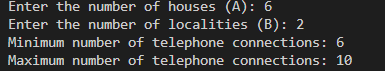 Enter the number of houses (A): 6
Enter the number of localities (B): 2
Minimum number of telephone connections: 6
Maximum number of telephone connections: 10